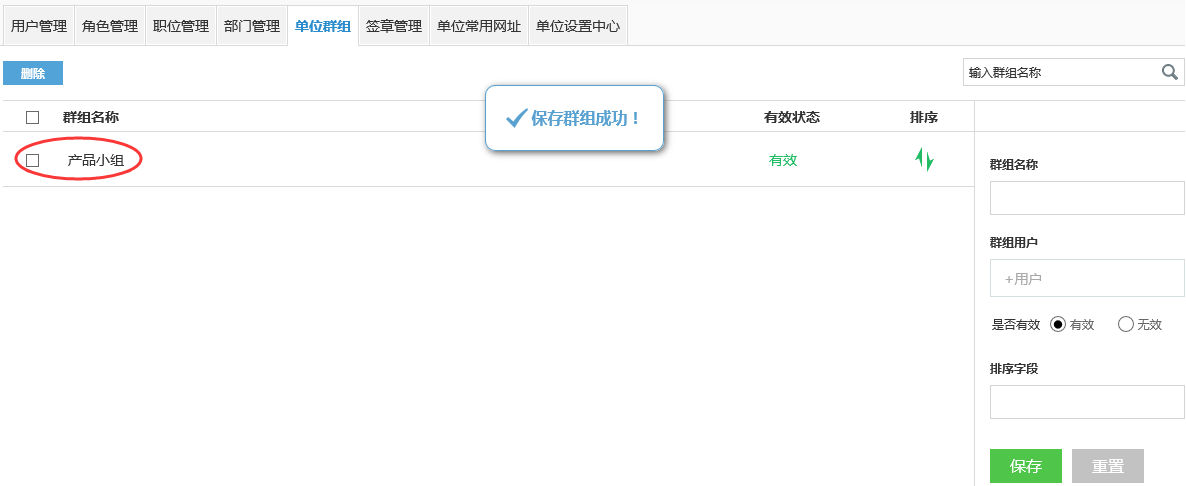 用户管理 角色管理 职位管理 部门管理 单位群组 签章管理 单位常用网址 单位设置中心
删除 输入群组名称
保存群组成功！
群组名称 有效状态 排序
产品小组 有效
群组名称
群组用户
+用户
是否有效 有效 无效
排序字段
保存 重置